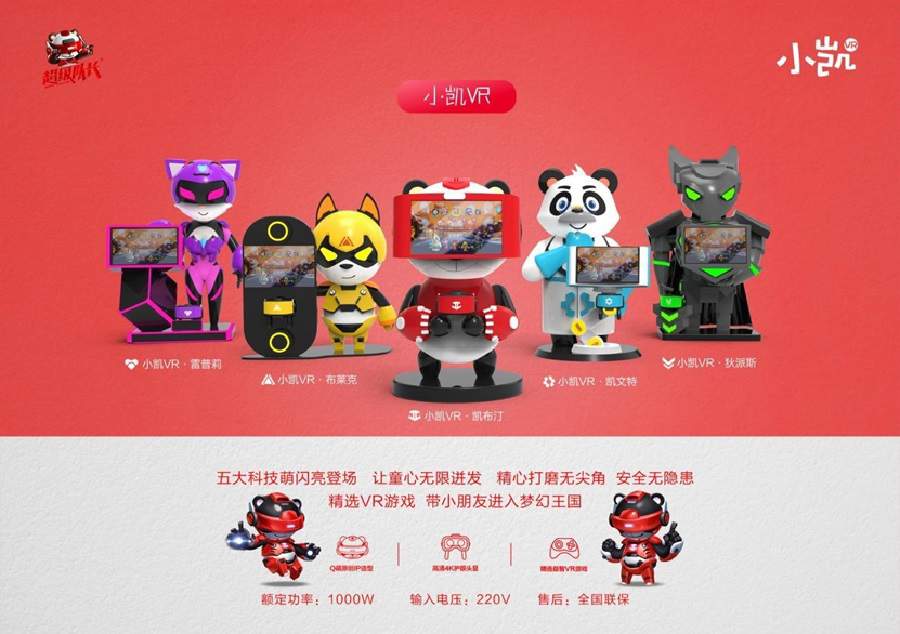 超级队长
小凯VR
小凯VR
小凯VR·雷普莉
小凯VR·布莱克
小凯VR·凯布汀
小凯VR·凯文特
小凯VR·狄派斯
五大科技萌闪亮登场 让童心无限迸发 精心打磨无尖角 安全无隐患
精选VR游戏 带小朋友进入梦幻王国
Q萌原创IP造型
高清4K护眼头显
精选益智VR游戏
额定功率：1000W 输入电压：220V 售后：全国联保